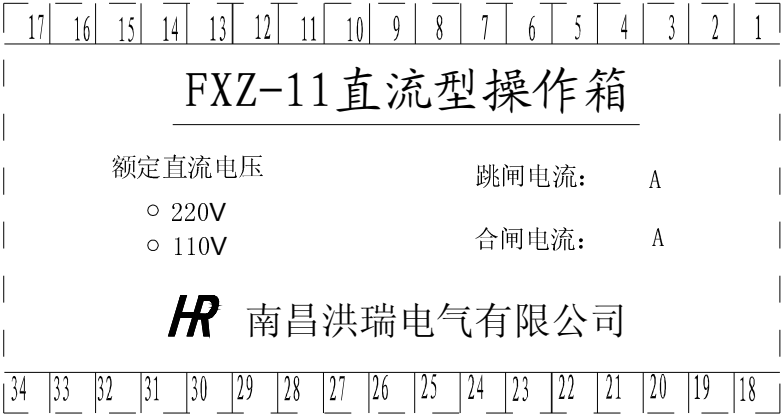 17 16 15 14 13 12 11 10 9 8 7 6 5 4 3 2 1
FXZ-11直流型操作箱
额定直流电压
跳闸电流: A
220V
合闸电流: A
110V
HR 南昌洪瑞电气有限公司
34 33 32 31 30 29 28 27 26 25 24 23 22 21 20 19 18